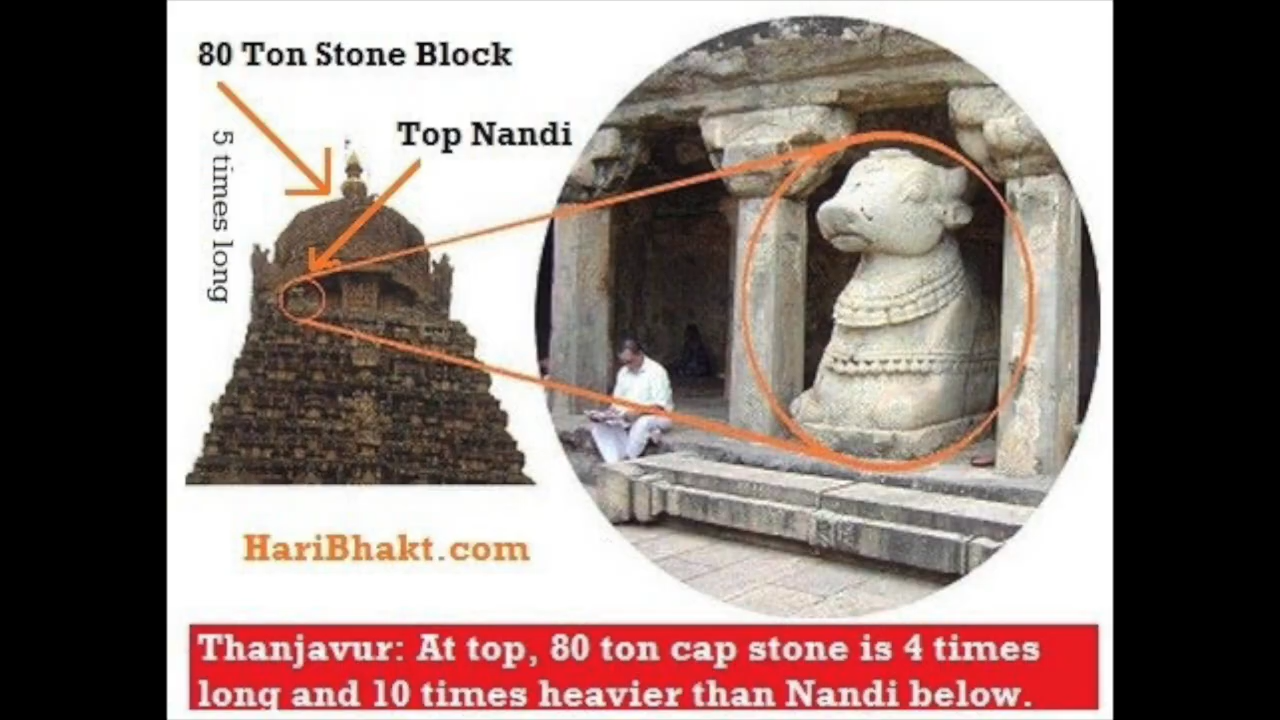 80 Ton Stone Block
Top Nandi
5 times long
HariBhakt.com
Thanjavur: At top, 80 ton cap stone is 4 times
long and 10 times heavier than Nandi below.